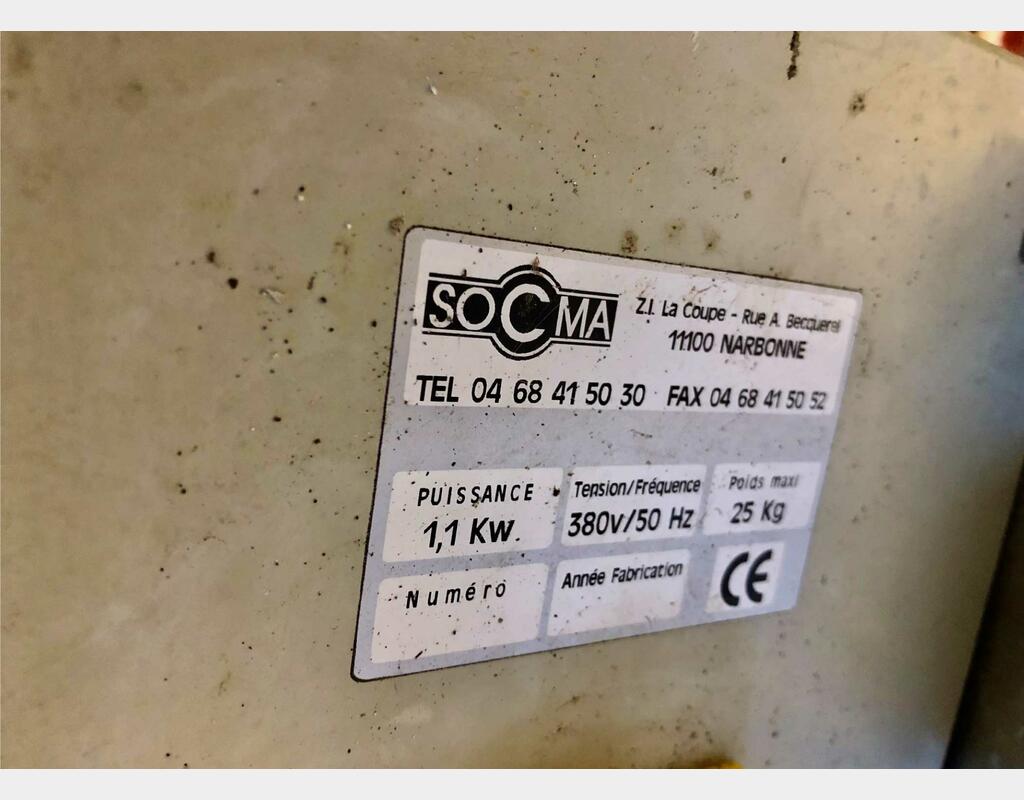 SOCMA
Z.I. La Coupe - Rue A. Becquerel
11100 NARBONNE
TEL 04 68 41 50 30 FAX 04 68 41 50 52
PUISSANCE
1,1 Kw.
Tension/Fréquence
380v/50 Hz
Poids maxi
25 Kg
Numéro
Année Fabrication
CE